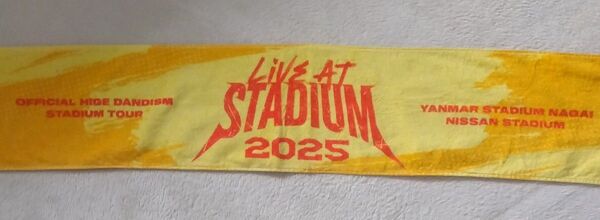 OFFICIAL HIGE DANDISM
STADIUM TOUR
LiVE AT
STADIUM
2025
YANMAR STADIUM NAGAI
NISSAN STADIUM